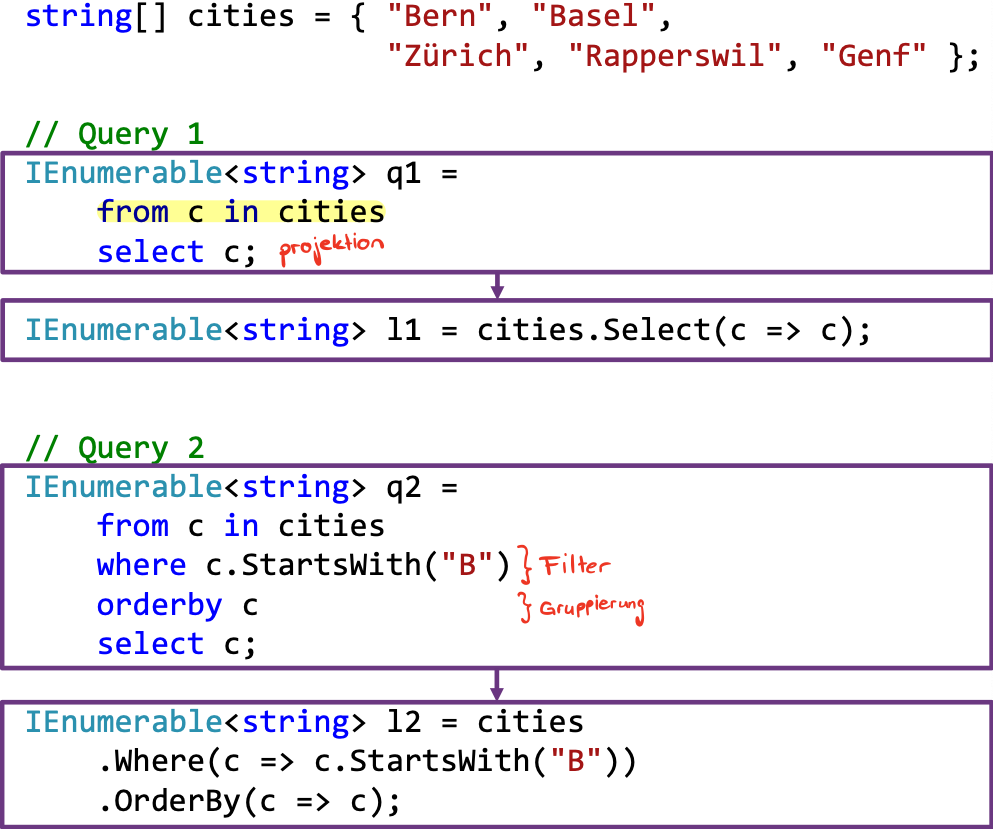 string[] cities = { "Bern", "Basel",
"Zürich", "Rapperswil", "Genf" };
// Query 1
IEnumerable<string> q1 =
from c in cities
select c; projektion
IEnumerable<string> l1 = cities.Select(c => c);
// Query 2
IEnumerable<string> q2 =
from c in cities
where c.StartsWith("B") } Filter
orderby c } Gruppierung
select c;
IEnumerable<string> l2 = cities
.Where(c => c.StartsWith("B"))
.OrderBy(c => c);